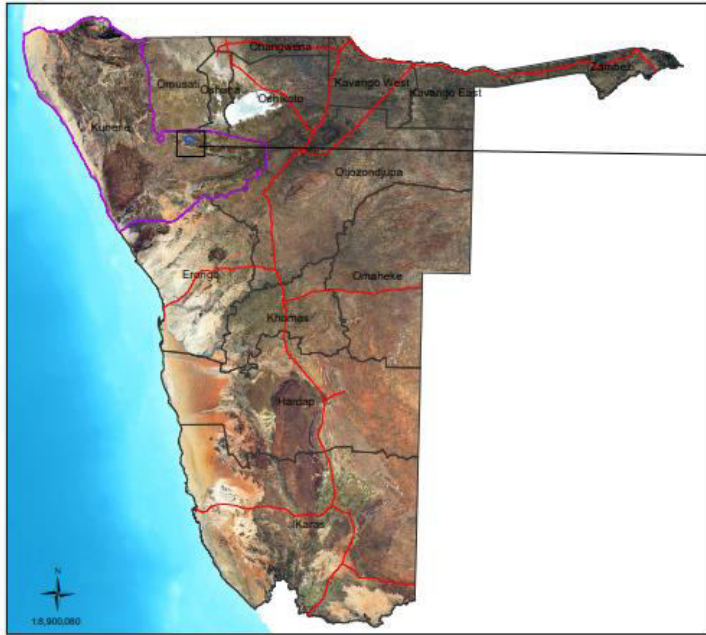 Ohangwena
Omusati
Oshana
Oshikoto
Kavango West
Kavango East
Zambezi
Kunene
Otjozondjupa
Erongo
Omaheke
Khomas
Hardap
!Karas
N
1:8,900,080